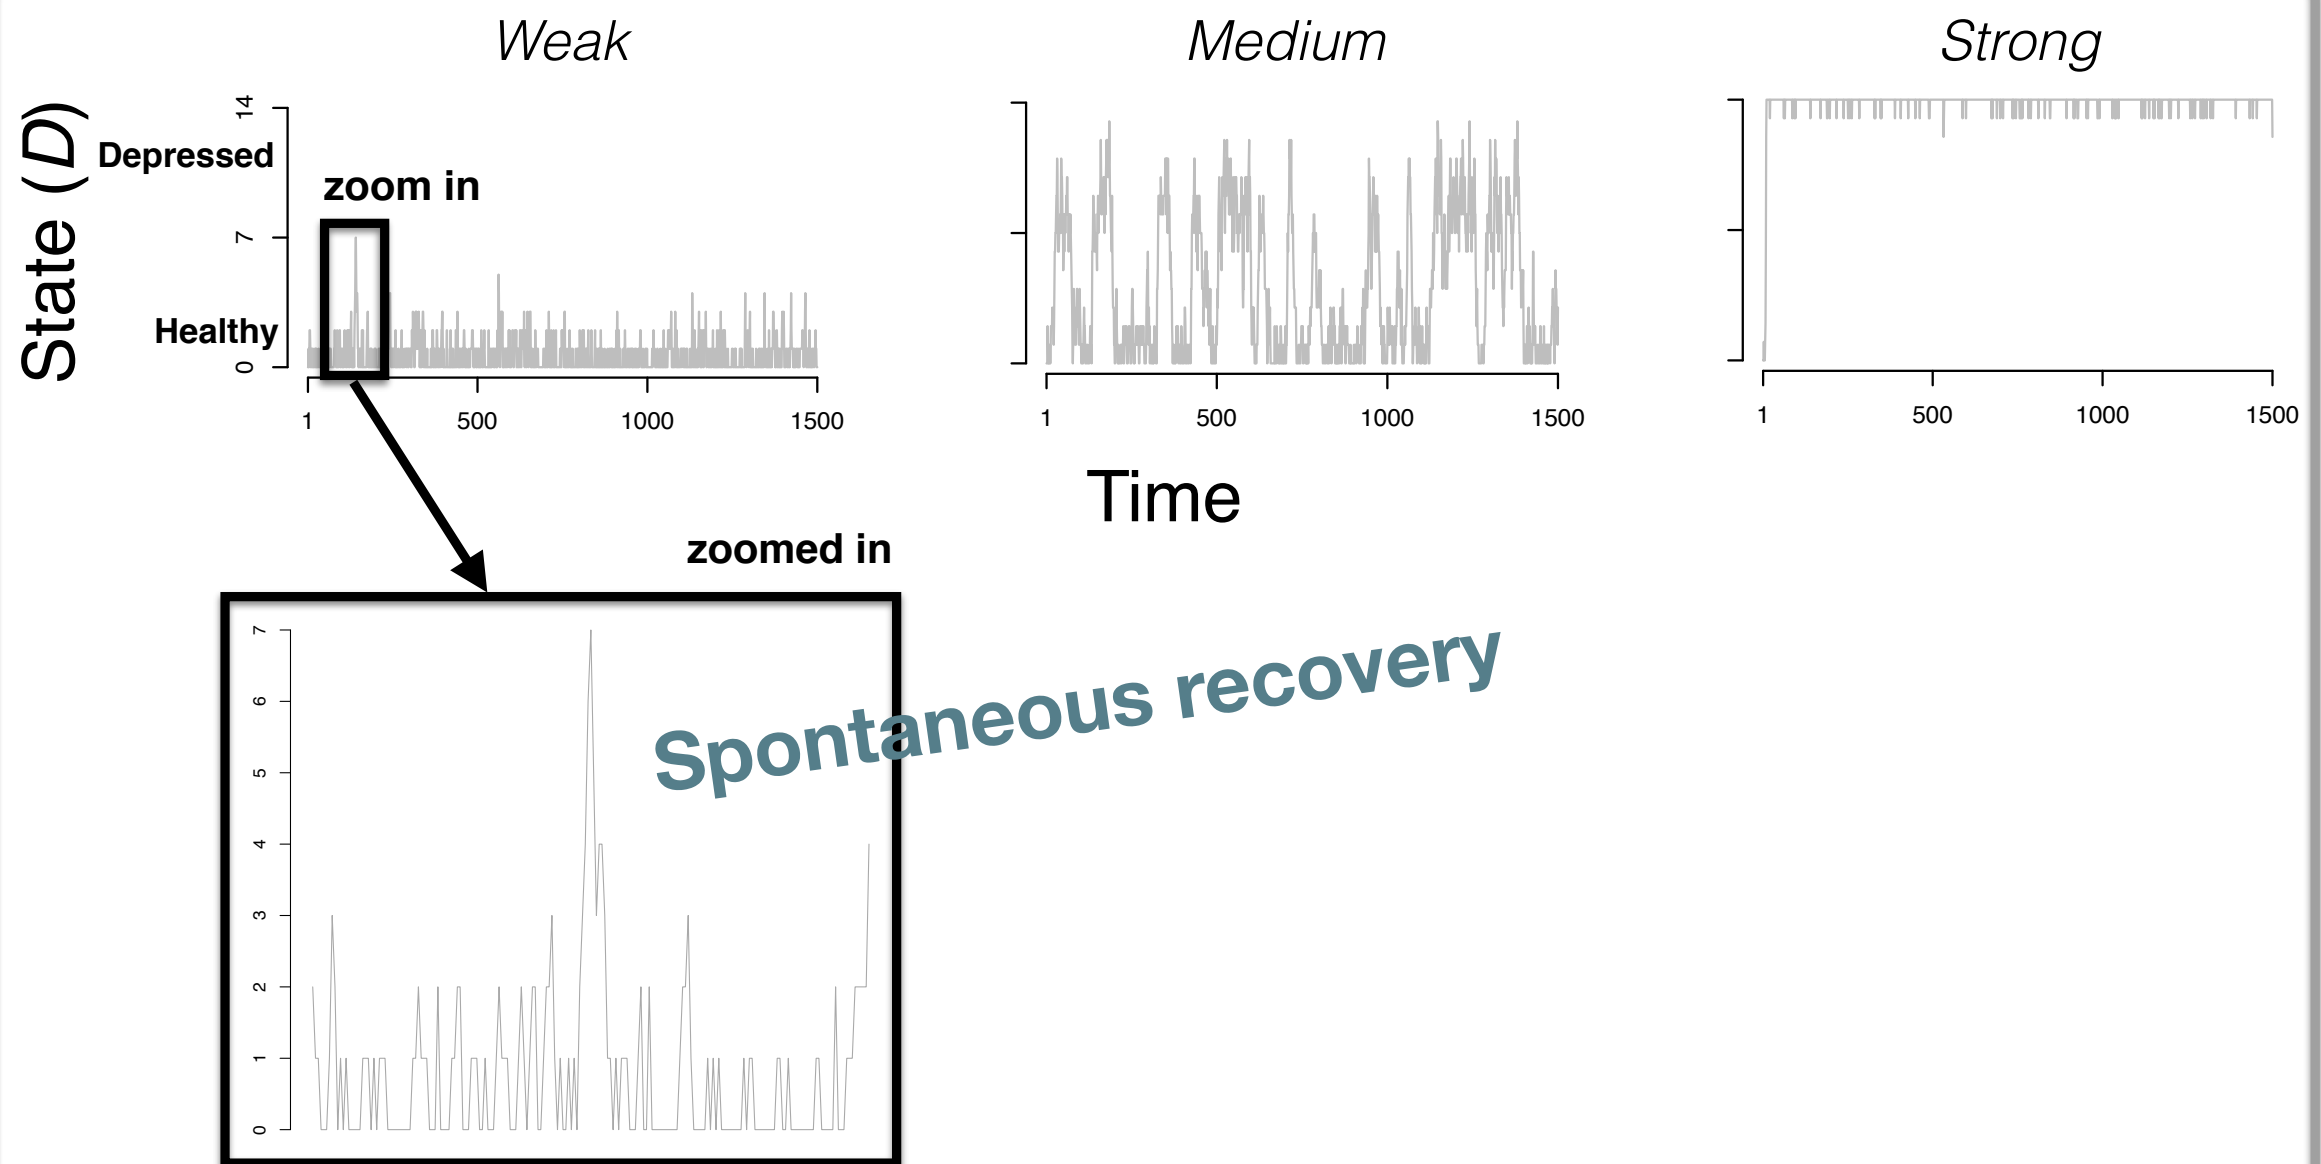 Weak
Medium
Strong
State (D)
Depressed
Healthy
14
7
0
zoom in
1 500 1000 1500
1 500 1000 1500
1 500 1000 1500
Time
zoomed in
7
6
5
4
3
2
1
0
Spontaneous recovery